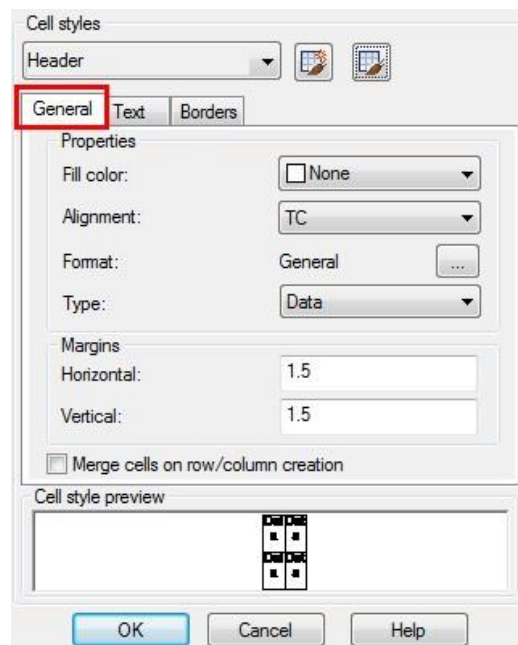 Cell styles
Header
General Text Borders
Properties
Fill color: None
Alignment: TC
Format: General ...
Type: Data
Margins
Horizontal: 1.5
Vertical: 1.5
Merge cells on row/column creation
Cell style preview
OK Cancel Help